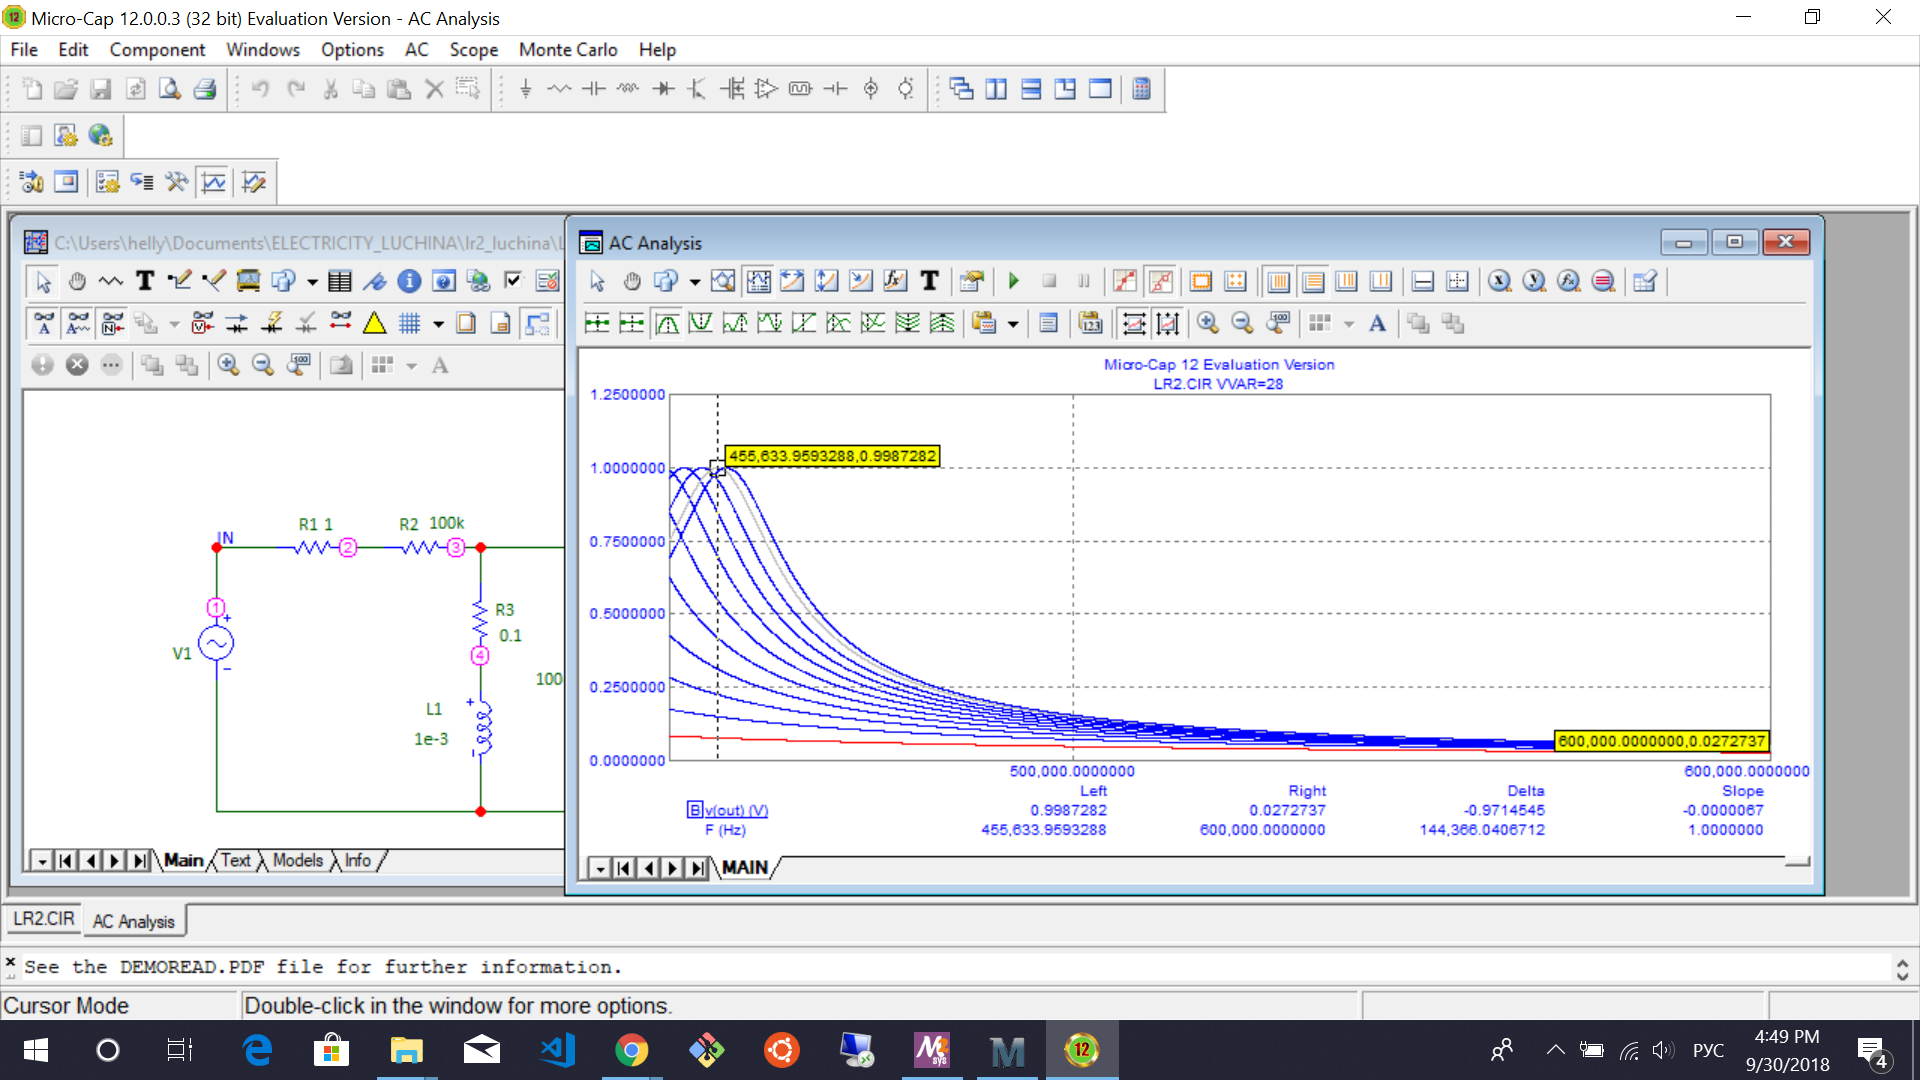 12 Micro-Cap 12.0.0.3 (32 bit) Evaluation Version - AC Analysis
File Edit Component Windows Options AC Scope Monte Carlo Help
C:\Users\helly\Documents\ELECTRICITY_LUCHINA\lr2_luchina\L
AC Analysis
Micro-Cap 12 Evaluation Version
LR2.CIR VVAR=28
1.2500000
1.0000000
0.7500000
0.5000000
0.2500000
0.0000000
455,633.9593288,0.9987282
600,000.0000000,0.0272737
500,000.0000000 600,000.0000000
Left Right Delta Slope
B v(out) (V) 0.9987282 0.0272737 -0.9714545 -0.0000067
F (Hz) 455,633.9593288 600,000.0000000 144,366.0406712 1.0000000
MAIN
IN
R1 1
2
R2 100k
3
1
V1
R3
0.1
4
100
L1
1e-3
Main Text Models Info
LR2.CIR AC Analysis
See the DEMOREAD.PDF file for further information.
Cursor Mode Double-click in the window for more options.
РУС
4:49 PM
9/30/2018
4